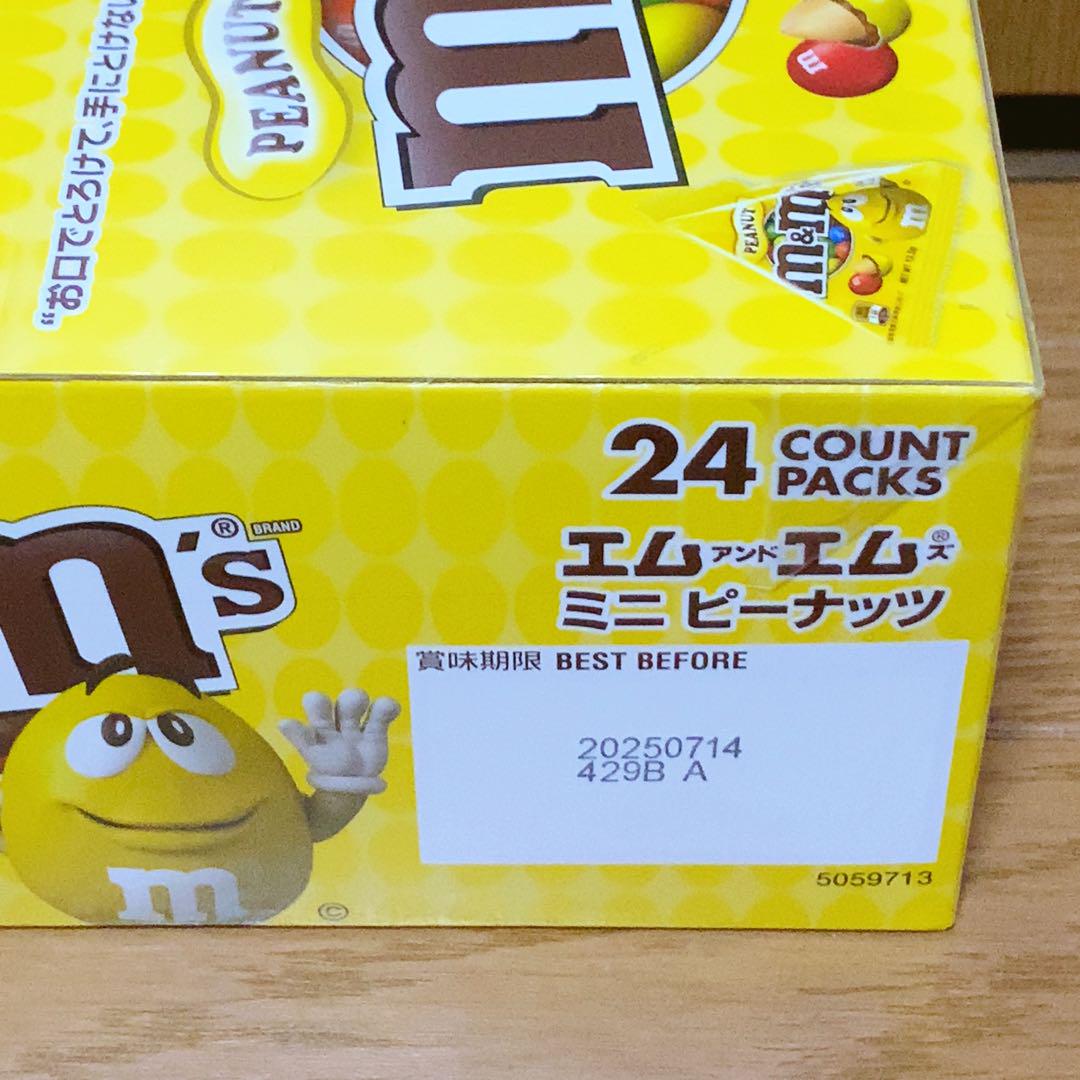 “お口でとろけて、手にとけない
PEANUT
m
m
PEANUT
m&m
m
24 COUNT
PACKS
エムアンドエムズ®
ミニ ピーナッツ
m's® BRAND
賞味期限 BEST BEFORE
20250714
429B A
m
©
5059713